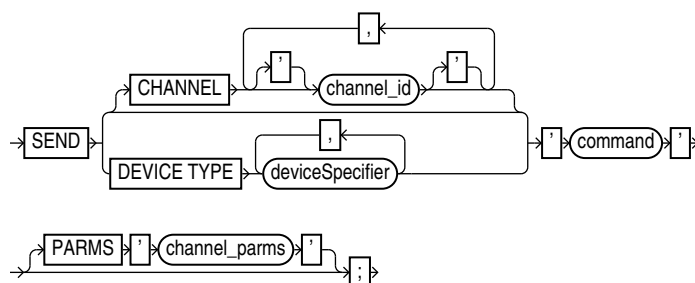 ,
' '
CHANNEL channel_id
SEND , ' command '
DEVICE TYPE deviceSpecifier
PARMS ' channel_parms '
;